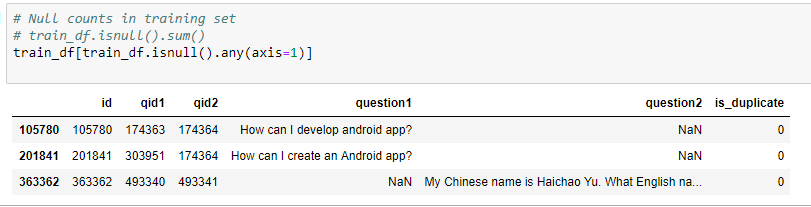 # Null counts in training set
# train_df.isnull().sum()
train_df[train_df.isnull().any(axis=1)]
id qid1 qid2 question1 question2 is_duplicate
105780 105780 174363 174364 How can I develop android app? NaN 0
201841 201841 303951 174364 How can I create an Android app? NaN 0
363362 363362 493340 493341 NaN My Chinese name is Haichao Yu. What English na... 0